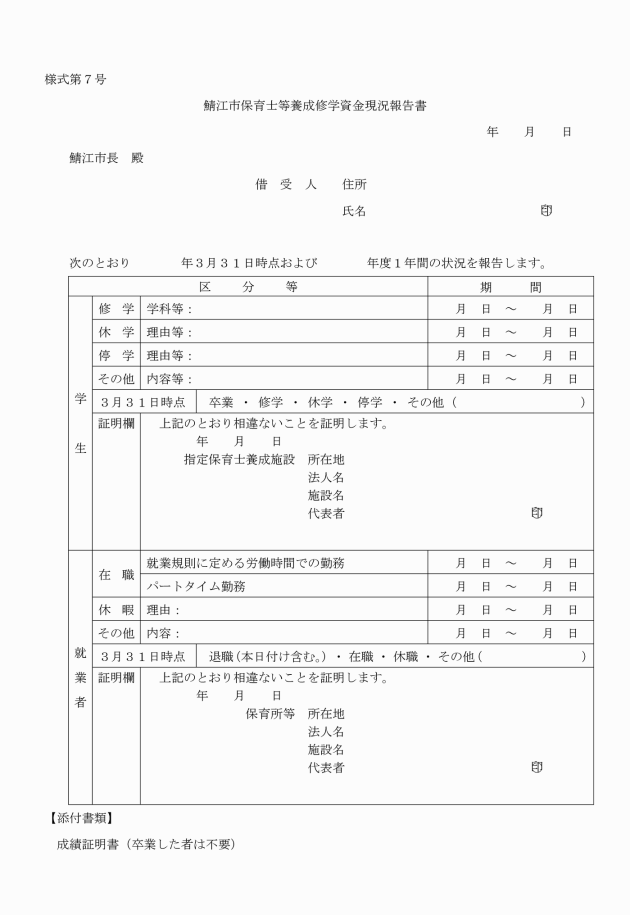 様式第７号
鯖江市保育士等養成修学資金現況報告書
年　　月　　日
鯖江市長　殿
借　受　人　　住所
氏名　　　　　　　　　　　　　　印
次のとおり　　　　年３月３１日時点および　　　　年度１年間の状況を報告します。
区　　分　　等　　期　　間
学生
修　学　学科等：　　月　日　～　　月　日
休　学　理由等：　　月　日　～　　月　日
停　学　理由等：　　月　日　～　　月　日
その他　内容等：　　月　日　～　　月　日
３月３１日時点　卒業 ・ 修学 ・ 休学 ・ 停学 ・ その他（　　　　　　　　　　）
証明欄　上記のとおり相違ないことを証明します。
年　　月　　日
指定保育士養成施設　所在地
法人名
施設名
代表者　　　　　　　　　　　　　　印
就業者
在　職　就業規則に定める労働時間での勤務　　月　日　～　　月　日
パートタイム勤務　　月　日　～　　月　日
休　暇　理由：　　月　日　～　　月　日
その他　内容：　　月　日　～　　月　日
３月３１日時点　退職（本日付け含む。）・ 在職 ・ 休職 ・ その他（　　　　　　　　）
証明欄　上記のとおり相違ないことを証明します。
年　　月　　日
保育所等　所在地
法人名
施設名
代表者　　　　　　　　　　　　　　印
【添付書類】
成績証明書（卒業した者は不要）